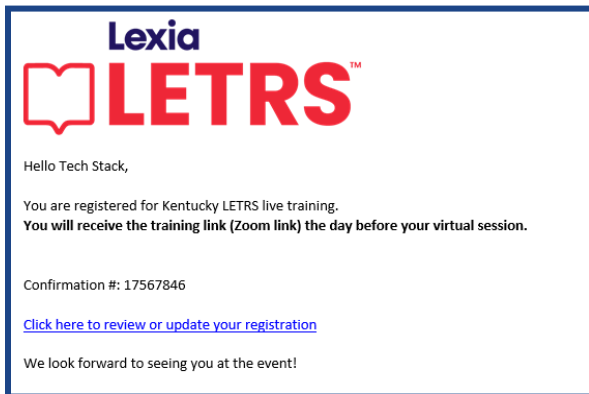 Lexia
LETRS™
Hello Tech Stack,
You are registered for Kentucky LETRS live training.
You will receive the training link (Zoom link) the day before your virtual session.
Confirmation #: 17567846
Click here to review or update your registration
We look forward to seeing you at the event!